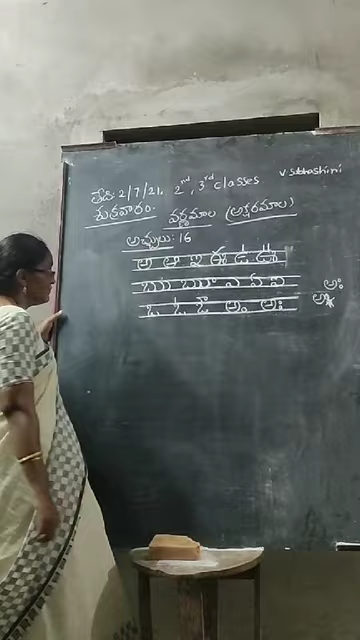 తేది: 2/7/21. 2nd, 3rd classes
V Subhashini
శుక్రవారం.
వర్ణమాల (అక్షరమాల)
అచ్చులు: 16
అ ఆ ఇ ఈ ఉ ఊ
ఋ ౠ ఎ ఏ ఐ
ఒ ఓ ఔ అం అః
అః